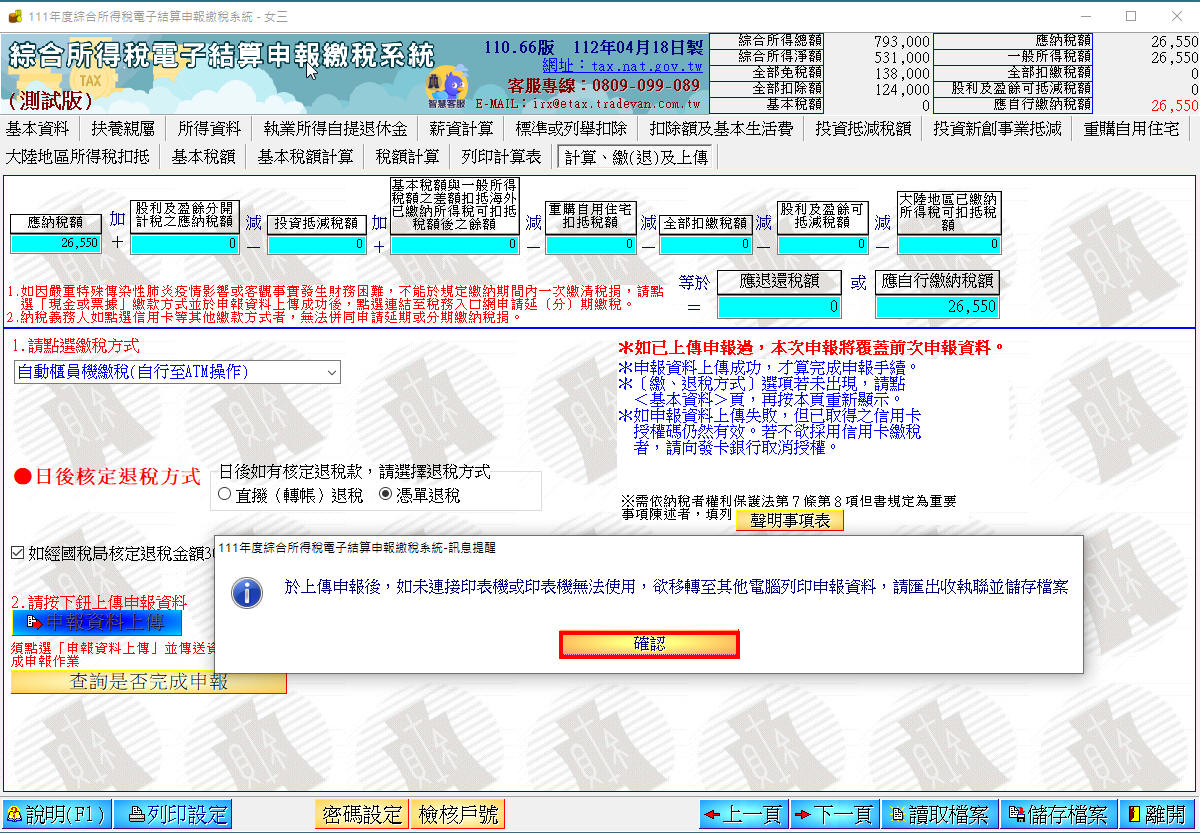 111年度綜合所得稅電子結算申報繳稅系統 - 女三
綜合所得稅電子結算申報繳稅系統
(測試版)
TAX
智慧客服
110.66版 112年04月18日製
網址：tax.nat.gov.tw
客服專線：0809-099-089
E-MAIL：irx@etax.tradevan.com.tw
綜合所得總額 793,000 應納稅額 26,550
綜合所得淨額 531,000 一般所得稅額 26,550
全部免稅額 138,000 全部扣繳稅額 0
全部扣除額 124,000 股利及盈餘可抵減稅額 0
基本稅額 0 應自行繳納稅額 26,550
基本資料 扶養親屬 所得資料 執業所得自提退休金 薪資計算 標準或列舉扣除 扣除額及基本生活費 投資抵減稅額 投資新創事業抵減 重購自用住宅
大陸地區所得稅扣抵 基本稅額 基本稅額計算 稅額計算 列印計算表 計算、繳(退)及上傳
應納稅額
26,550
加
+
股利及盈餘分開
計稅之應納稅額
0
減
—
投資抵減稅額
0
加
+
基本稅額與一般所得
稅額之差額扣抵海外
已繳納所得稅可扣抵
稅額後之餘額
0
減
—
重購自用住宅
扣抵稅額
0
減
—
全部扣繳稅額
0
減
—
股利及盈餘可
抵減稅額
0
減
—
大陸地區已繳納
所得稅可扣抵稅
額
0
等於
=
應退還稅額
0
或
應自行繳納稅額
26,550
1.如因嚴重特殊傳染性肺炎疫情影響或客觀事實發生財務困難，不能於規定繳納期間內一次繳清稅捐，請點
選「現金或票據」繳款方式並於申報資料上傳成功後，點選連結至稅務入口網申請延（分）期繳稅。
2.納稅義務人如點選信用卡等其他繳款方式者，無法併同申請延期或分期繳納稅捐。
1.請點選繳稅方式
自動櫃員機繳稅(自行至ATM操作)
＊如已上傳申報過，本次申報將覆蓋前次申報資料。
＊申報資料上傳成功，才算完成申報手續。
＊〔繳、退稅方式〕選項若未出現，請點
＜基本資料＞頁，再按本頁重新顯示。
＊如申報資料上傳失敗，但已取得之信用卡
授權碼仍然有效。若不欲採用信用卡繳稅
者，請向發卡銀行取消授權。
●日後核定退稅方式
日後如有核定退稅款，請選擇退稅方式
直撥（轉帳）退稅 憑單退稅
※需依納稅者權利保護法第7條第8項但書規定為重要
事項陳述者，填列 聲明事項表
如經國稅局核定退稅金額3
111年度綜合所得稅電子結算申報繳稅系統-訊息提醒
於上傳申報後，如未連接印表機或印表機無法使用，欲移轉至其他電腦列印申報資料，請匯出收執聯並儲存檔案
確認
2.請按下鈕上傳申報資料
申報資料上傳
須點選「申報資料上傳」並傳送資
成申報作業
查詢是否完成申報
說明(F1) 列印設定 密碼設定 檢核戶號 上一頁 下一頁 讀取檔案 儲存檔案 離開